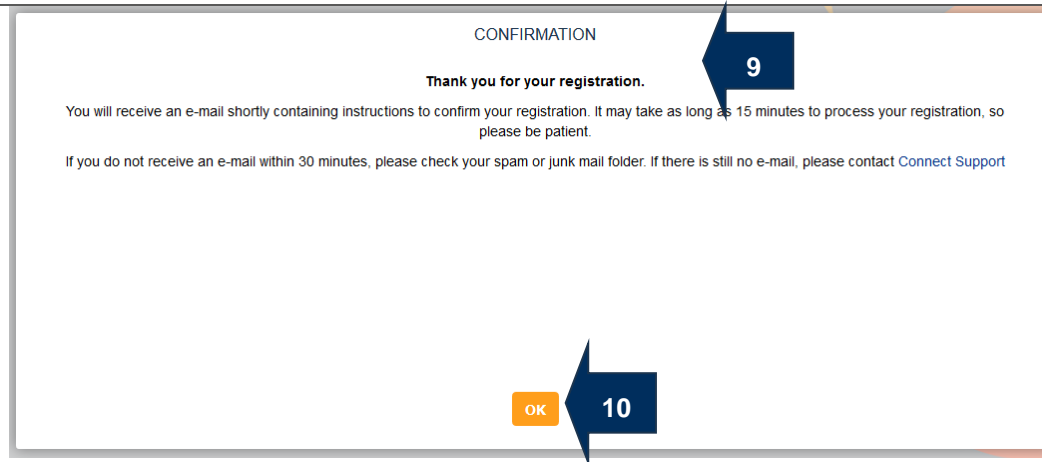 CONFIRMATION
9
Thank you for your registration.
You will receive an e-mail shortly containing instructions to confirm your registration. It may take as long as 15 minutes to process your registration, so
please be patient.
If you do not receive an e-mail within 30 minutes, please check your spam or junk mail folder. If there is still no e-mail, please contact Connect Support
OK
10